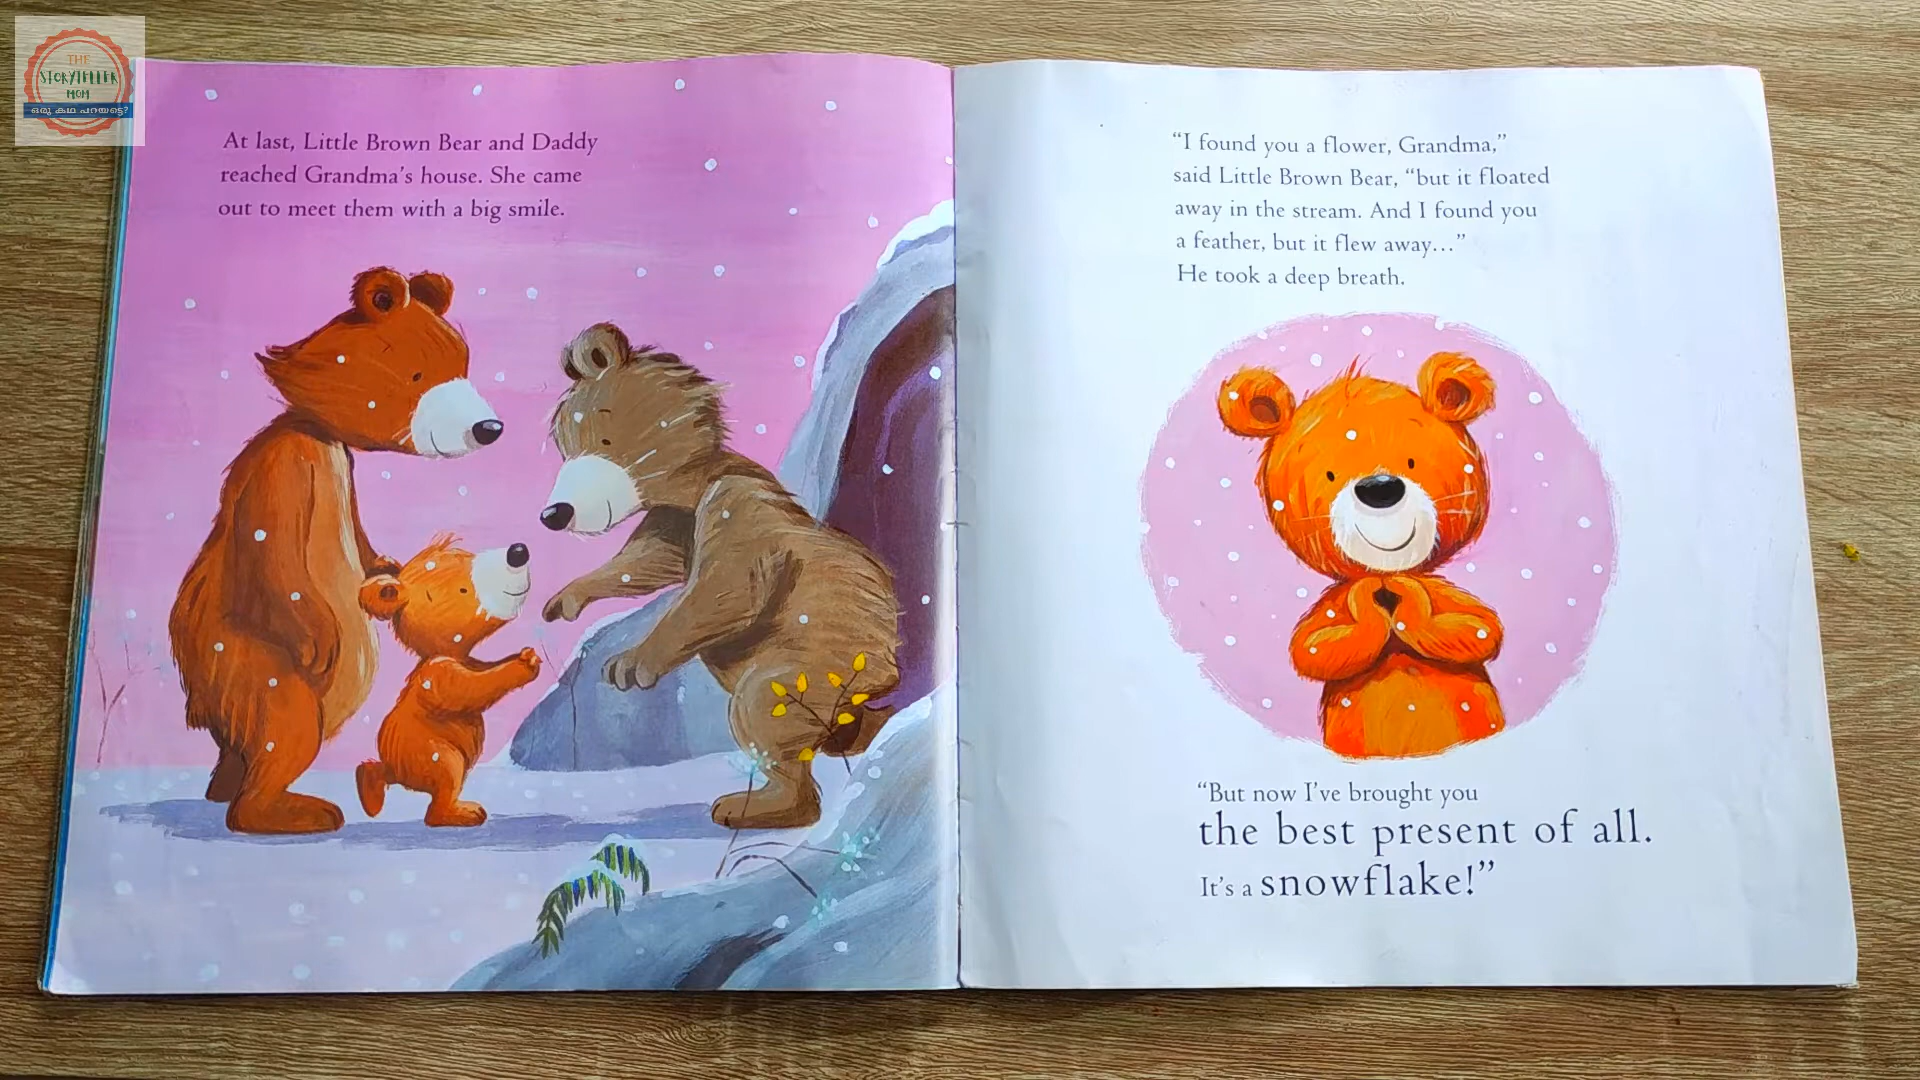 THE
STORYTELLER
MOM
ഒരു കഥ പറയട്ടെ?
At last, Little Brown Bear and Daddy
reached Grandma's house. She came
out to meet them with a big smile.
“I found you a flower, Grandma,”
said Little Brown Bear, “but it floated
away in the stream. And I found you
a feather, but it flew away…”
He took a deep breath.
“But now I've brought you
the best present of all.
It's a snowflake!”